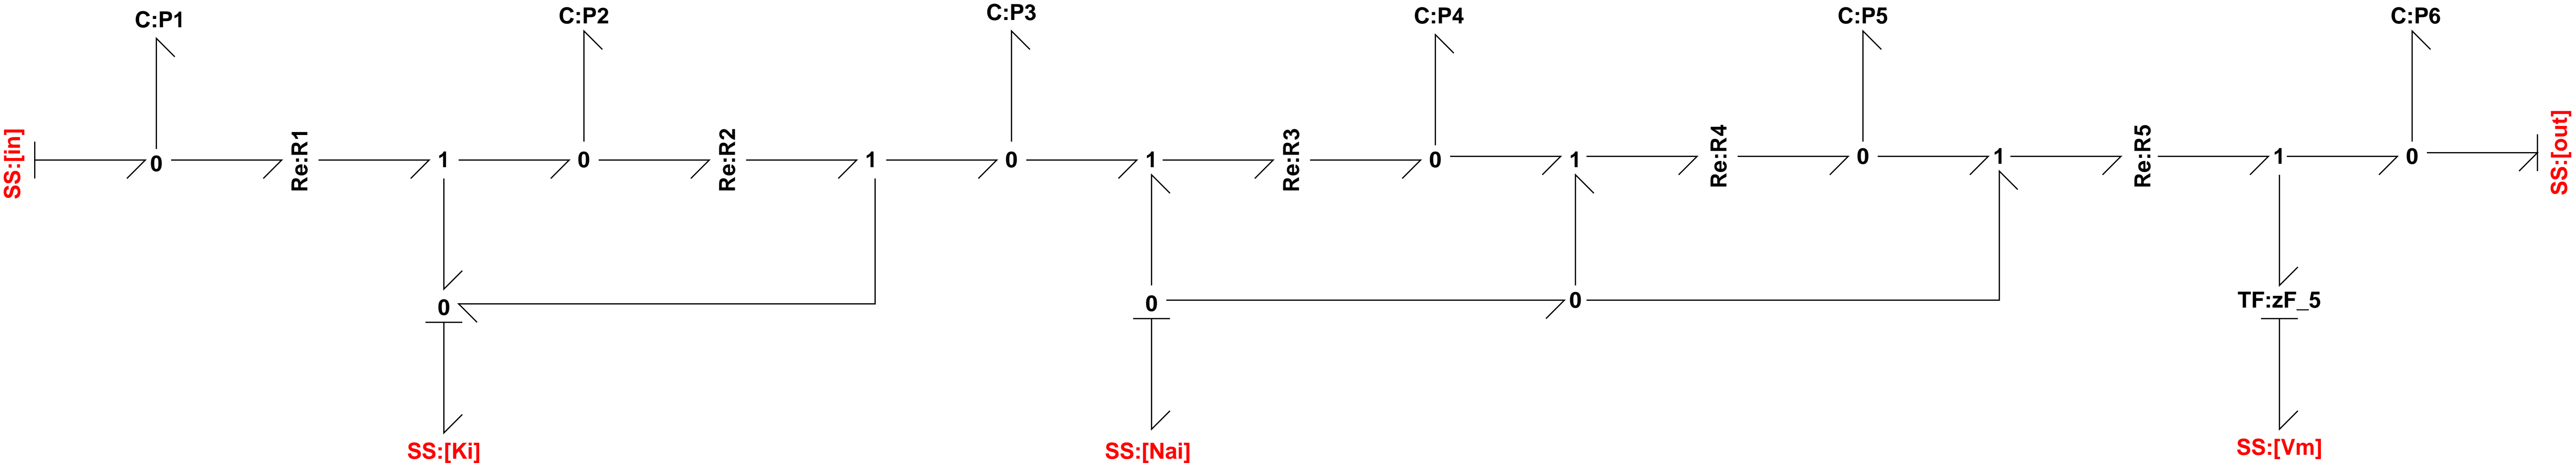 C:P1
C:P2
C:P3
C:P4
C:P5
C:P6
SS:[in]
0
Re:R1
1
0
Re:R2
1
0
1
Re:R3
0
1
Re:R4
0
1
Re:R5
1
0
SS:[out]
0
0
0
TF:zF_5
SS:[Ki]
SS:[Nai]
SS:[Vm]